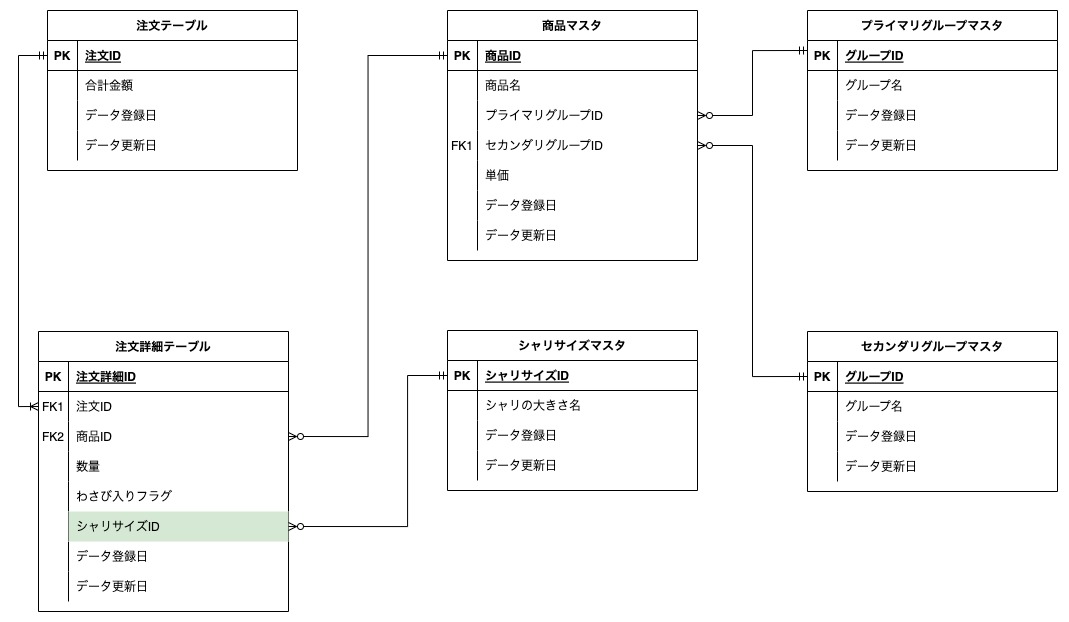 注文テーブル
PK 注文ID
合計金額
データ登録日
データ更新日
商品マスタ
PK 商品ID
商品名
プライマリグループID
FK1 セカンダリグループID
単価
データ登録日
データ更新日
プライマリグループマスタ
PK グループID
グループ名
データ登録日
データ更新日
注文詳細テーブル
PK 注文詳細ID
FK1 注文ID
FK2 商品ID
数量
わさび入りフラグ
シャリサイズID
データ登録日
データ更新日
シャリサイズマスタ
PK シャリサイズID
シャリの大きさ名
データ登録日
データ更新日
セカンダリグループマスタ
PK グループID
グループ名
データ登録日
データ更新日